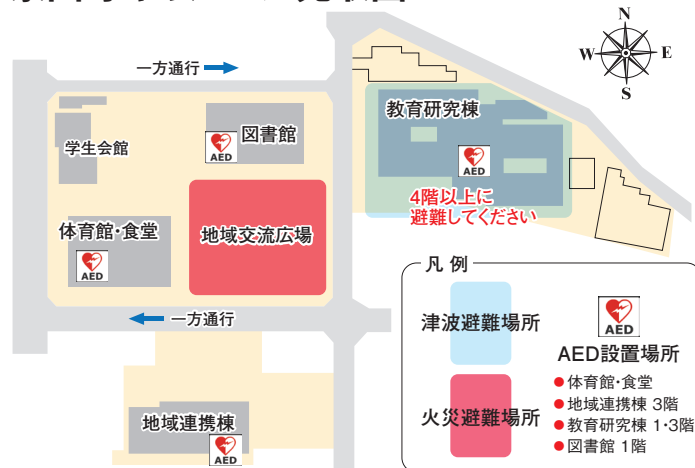 N
W E
S
一方通行
教育研究棟
図書館
AED
学生会館
AED
4階以上に
避難してください
体育館・食堂
AED
地域交流広場
一方通行
地域連携棟
AED
凡 例
津波避難場所
AED
AED設置場所
火災避難場所
●体育館・食堂
●地域連携棟 3階
●教育研究棟 1・3階
●図書館 1階